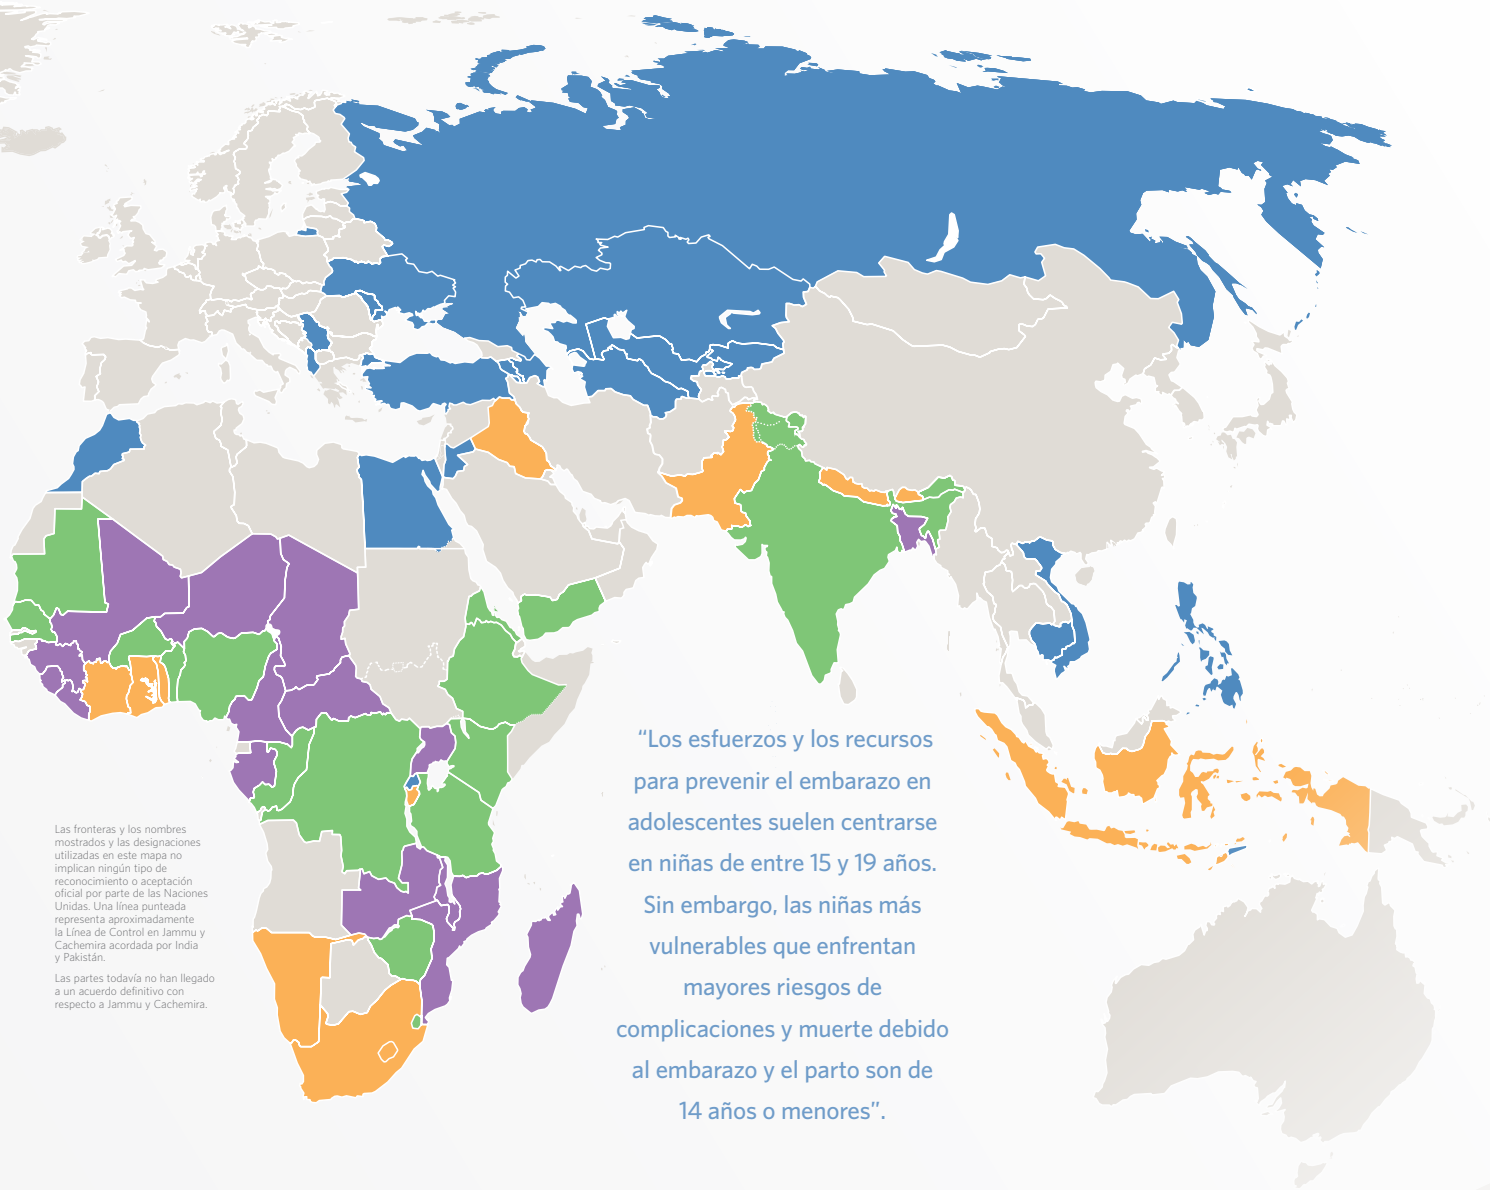 “Los esfuerzos y los recursos
para prevenir el embarazo en
adolescentes suelen centrarse
en niñas de entre 15 y 19 años.
Sin embargo, las niñas más
vulnerables que enfrentan
mayores riesgos de
complicaciones y muerte debido
al embarazo y el parto son de
14 años o menores”.
Las fronteras y los nombres
mostrados y las designaciones
utilizadas en este mapa no
implican ningún tipo de
reconocimiento o aceptación
oficial por parte de las Naciones
Unidas. Una línea punteada
representa aproximadamente
la Línea de Control en Jammu y
Cachemira acordada por India
y Pakistán.
Las partes todavía no han llegado
a un acuerdo definitivo con
respecto a Jammu y Cachemira.